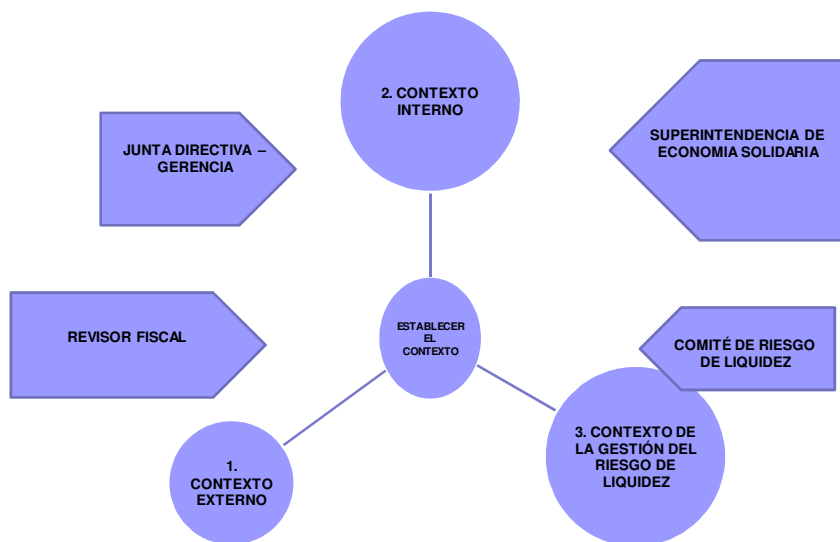 2. CONTEXTO
INTERNO
JUNTA DIRECTIVA –
GERENCIA
SUPERINTENDENCIA DE
ECONOMIA SOLIDARIA
REVISOR FISCAL
ESTABLECER
EL
CONTEXTO
COMITÉ DE RIESGO
DE LIQUIDEZ
1.
CONTEXTO
EXTERNO
3. CONTEXTO DE
LA GESTIÓN DEL
RIESGO DE
LIQUIDEZ